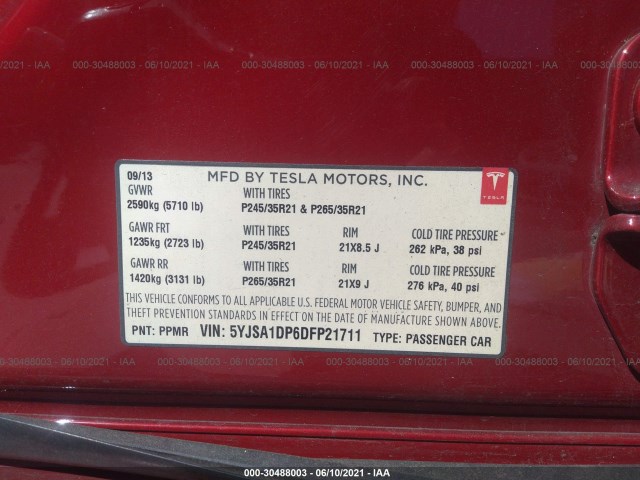 000-30488003 - 06/10/2021 - IAA
09/13 MFD BY TESLA MOTORS, INC.
TESLA
GVWR WITH TIRES
2590kg (5710 lb) P245/35R21 & P265/35R21
GAWR FRT WITH TIRES RIM COLD TIRE PRESSURE
1235kg (2723 lb) P245/35R21 21X8.5 J 262 kPa, 38 psi
GAWR RR WITH TIRES RIM COLD TIRE PRESSURE
1420kg (3131 lb) P265/35R21 21X9 J 276 kPa, 40 psi
THIS VEHICLE CONFORMS TO ALL APPLICABLE U.S. FEDERAL MOTOR VEHICLE SAFETY, BUMPER, AND
THEFT PREVENTION STANDARDS IN EFFECT ON THE DATE OF MANUFACTURE SHOWN ABOVE.
PNT: PPMR VIN: 5YJSA1DP6DFP21711 TYPE: PASSENGER CAR
000-30488003 - 06/10/2021 - IAA